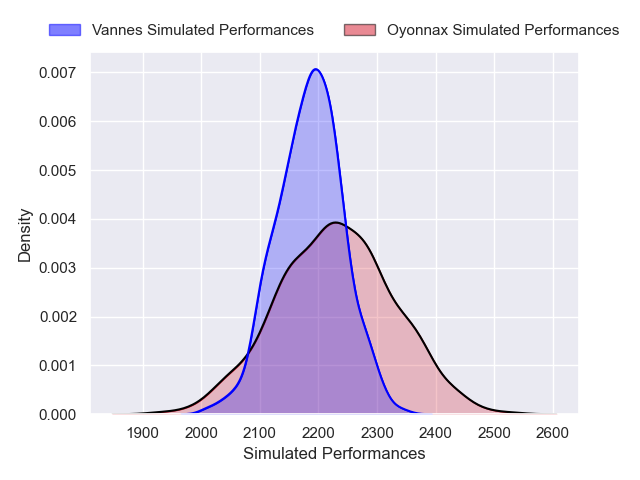 Vannes Simulated Performances Oyonnax Simulated Performances
0.007
0.006
0.005
0.004
0.003
0.002
0.001
0.000
Density
1900 2000 2100 2200 2300 2400 2500 2600
Simulated Performances